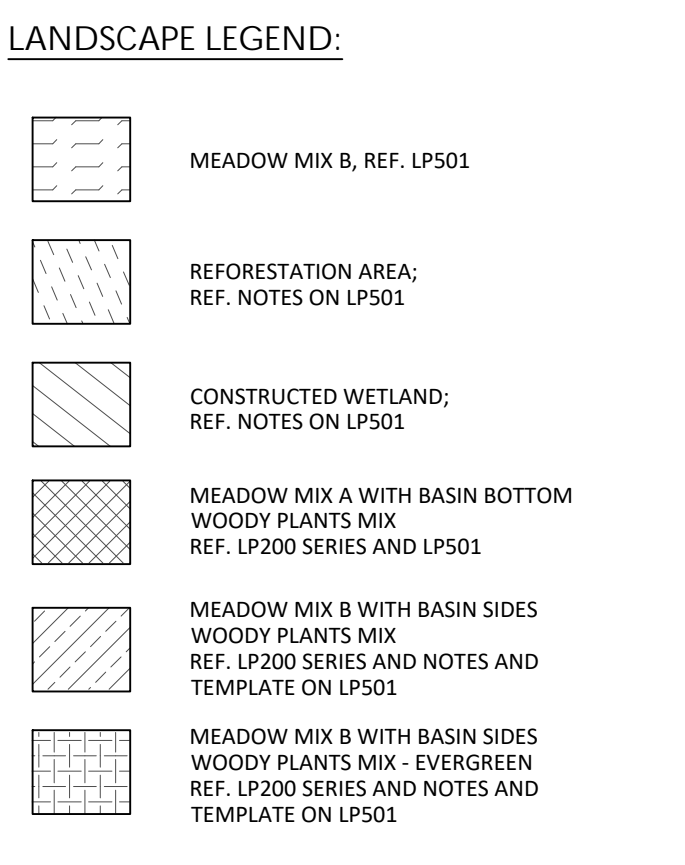 LANDSCAPE LEGEND:
MEADOW MIX B, REF. LP501
REFORESTATION AREA;
REF. NOTES ON LP501
CONSTRUCTED WETLAND;
REF. NOTES ON LP501
MEADOW MIX A WITH BASIN BOTTOM
WOODY PLANTS MIX
REF. LP200 SERIES AND LP501
MEADOW MIX B WITH BASIN SIDES
WOODY PLANTS MIX
REF. LP200 SERIES AND NOTES AND
TEMPLATE ON LP501
MEADOW MIX B WITH BASIN SIDES
WOODY PLANTS MIX - EVERGREEN
REF. LP200 SERIES AND NOTES AND
TEMPLATE ON LP501